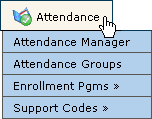 Attendance
Attendance Manager
Attendance Groups
Enrollment Pgms »
Support Codes »